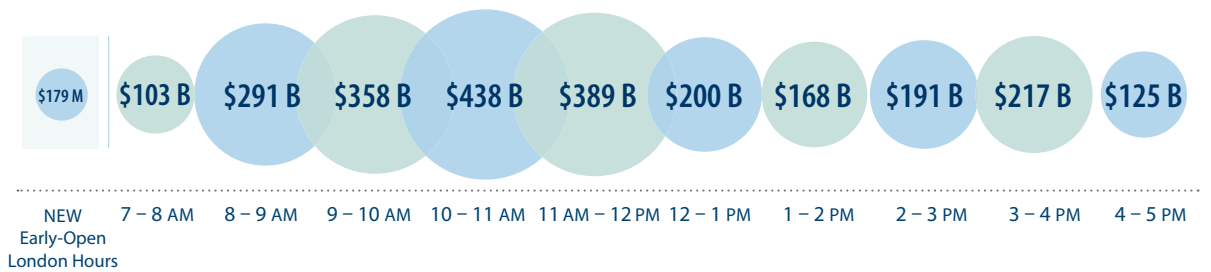 $179 M $103 B $291 B $358 B $438 B $389 B $200 B $168 B $191 B $217 B $125 B
NEW 7 – 8 AM 8 – 9 AM 9 – 10 AM 10 – 11 AM 11 AM – 12 PM 12 – 1 PM 1 – 2 PM 2 – 3 PM 3 – 4 PM 4 – 5 PM
Early-Open
London Hours